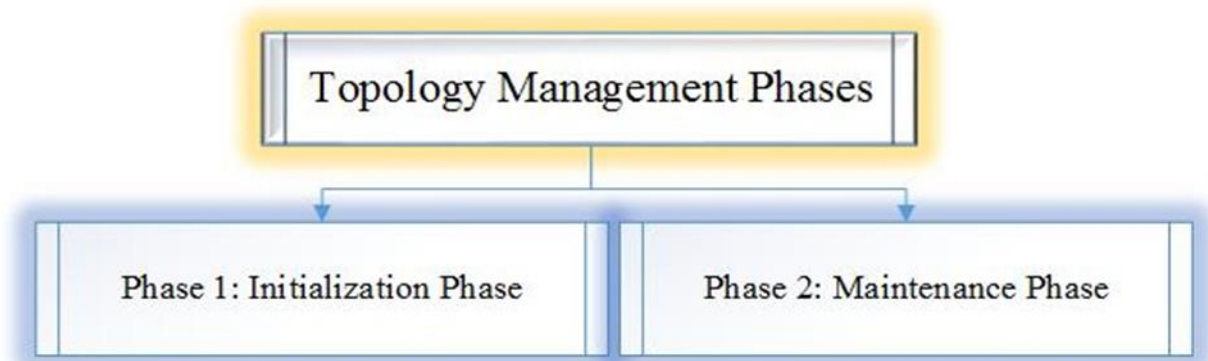 Topology Management Phases
Phase 1: Initialization Phase
Phase 2: Maintenance Phase